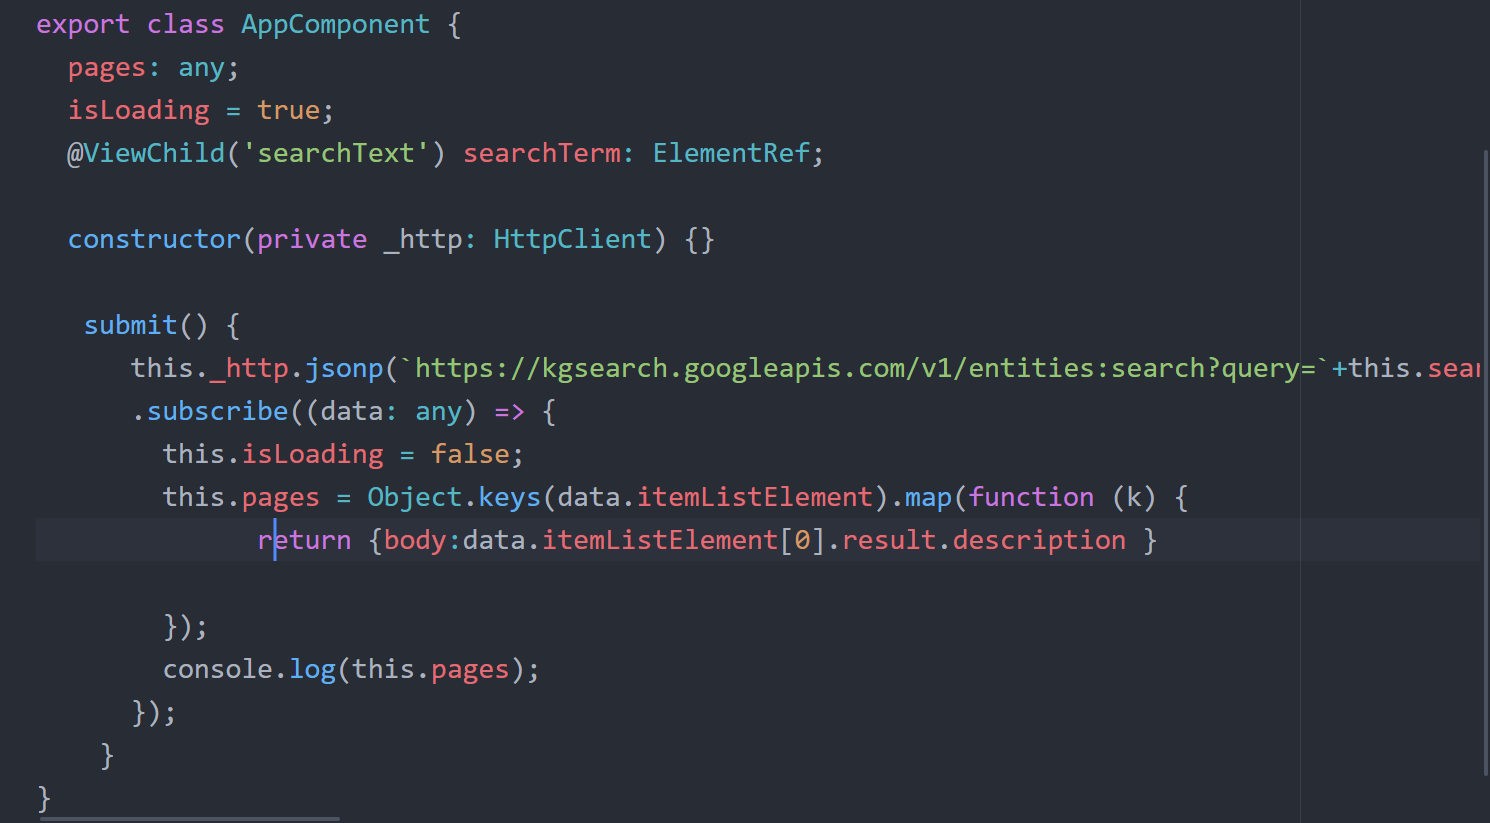 export class AppComponent {
pages: any;
isLoading = true;
@ViewChild('searchText') searchTerm: ElementRef;
constructor(private _http: HttpClient) {}
submit() {
this._http.jsonp(`https://kgsearch.googleapis.com/v1/entities:search?query=`+this.sear
.subscribe((data: any) => {
this.isLoading = false;
this.pages = Object.keys(data.itemListElement).map(function (k) {
return {body:data.itemListElement[0].result.description }
});
console.log(this.pages);
});
}
}